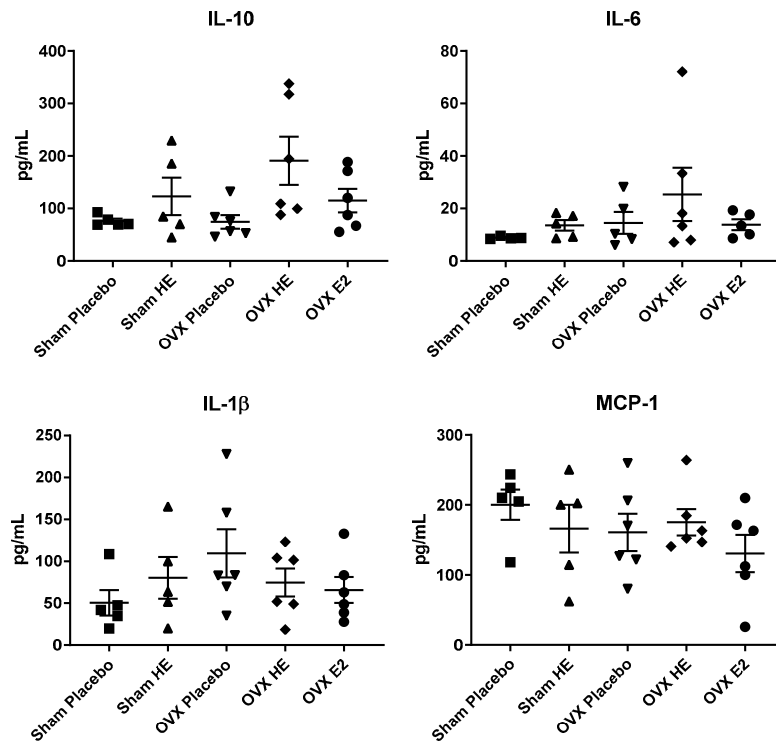 IL-10
400
300
200
100
0
pg/mL
Sham Placebo
Sham HE
OVX Placebo
OVX HE
OVX E2
IL-6
80
60
40
20
0
pg/mL
Sham Placebo
Sham HE
OVX Placebo
OVX HE
OVX E2
IL-1β
250
200
150
100
50
0
pg/mL
Sham Placebo
Sham HE
OVX Placebo
OVX HE
OVX E2
MCP-1
300
200
100
0
pg/mL
Sham Placebo
Sham HE
OVX Placebo
OVX HE
OVX E2